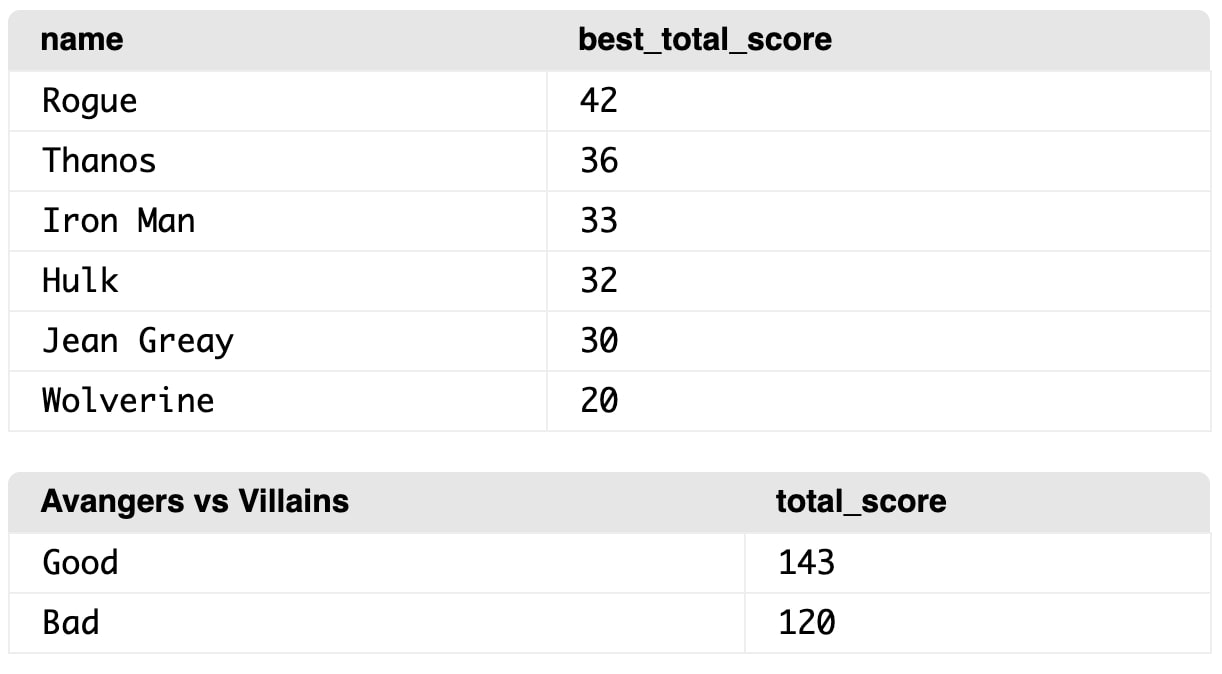 name best_total_score
Rogue 42
Thanos 36
Iron Man 33
Hulk 32
Jean Greay 30
Wolverine 20
Avangers vs Villains total_score
Good 143
Bad 120